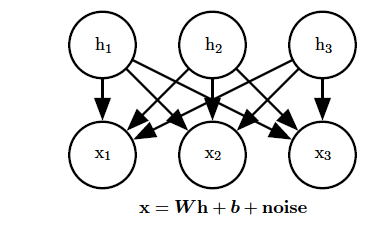 h₁ h₂ h₃
x₁ x₂ x₃
x = Wh + b + noise